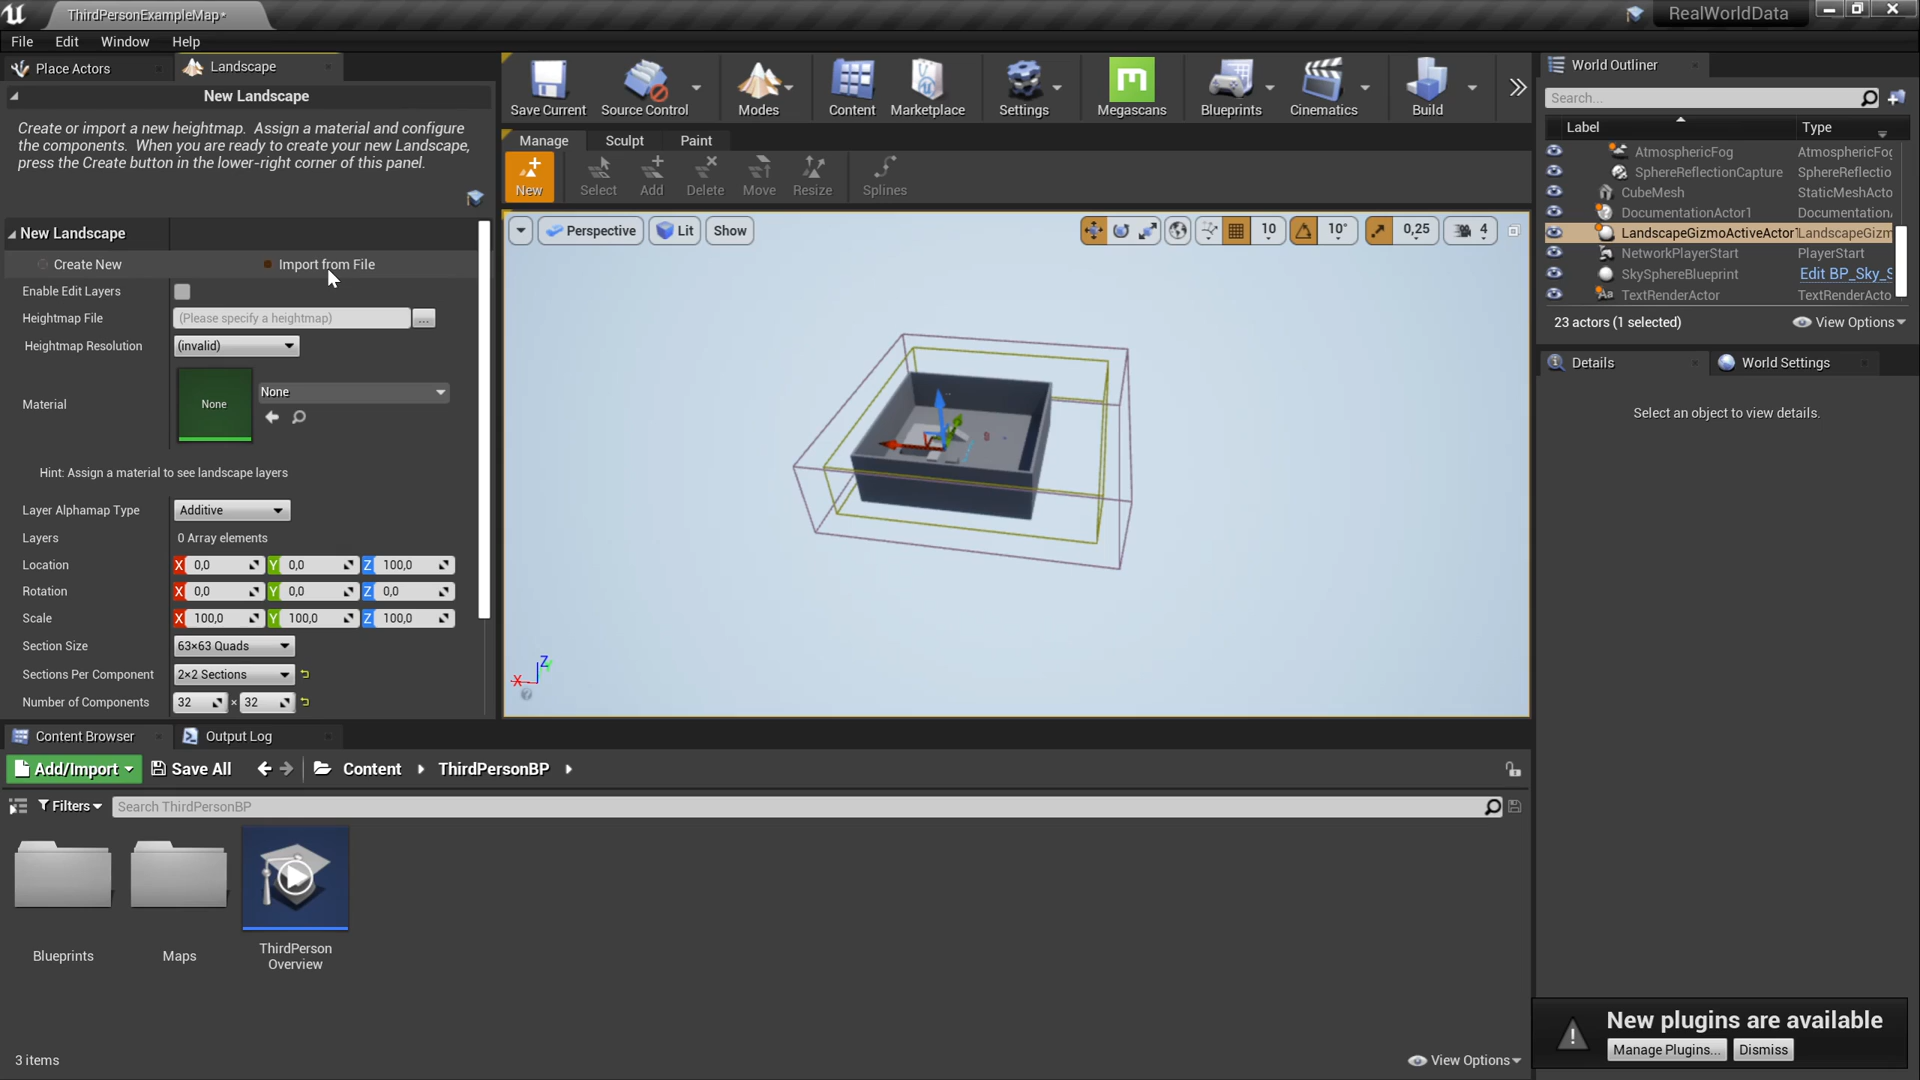 ThirdPersonExampleMap*
RealWorldData
File Edit Window Help
Place Actors
Landscape
New Landscape
Create or import a new heightmap. Assign a material and configure
the components. When you are ready to create your new Landscape,
press the Create button in the lower-right corner of this panel.
New Landscape
Create New
Import from File
Enable Edit Layers
Heightmap File
(Please specify a heightmap)
...
Heightmap Resolution
(invalid)
Material
None
None
Hint: Assign a material to see landscape layers
Layer Alphamap Type
Additive
Layers
0 Array elements
Location
X 0,0 Y 0,0 Z 100,0
Rotation
X 0,0 Y 0,0 Z 0,0
Scale
X 100,0 Y 100,0 Z 100,0
Section Size
63×63 Quads
Sections Per Component
2×2 Sections
Number of Components
32 × 32
Save Current
Source Control
Modes
Content
Marketplace
Settings
Megascans
Blueprints
Cinematics
Build
Manage
Sculpt
Paint
New
Select
Add
Delete
Move
Resize
Splines
Perspective
Lit
Show
10
10°
0,25
4
Z
X
World Outliner
Search...
Label
Type
AtmosphericFog AtmosphericFog
SphereReflectionCapture SphereReflectio
CubeMesh StaticMeshActo
DocumentationActor1 Documentation
LandscapeGizmoActiveActor LandscapeGizm
NetworkPlayerStart PlayerStart
SkySphereBlueprint Edit BP_Sky_S
TextRenderActor TextRenderActo
23 actors (1 selected)
View Options
Details
World Settings
Select an object to view details.
Content Browser
Output Log
Add/Import
Save All
Content
ThirdPersonBP
Filters
Search ThirdPersonBP
Blueprints
Maps
ThirdPerson
Overview
3 items
View Options
New plugins are available
Manage Plugins...
Dismiss